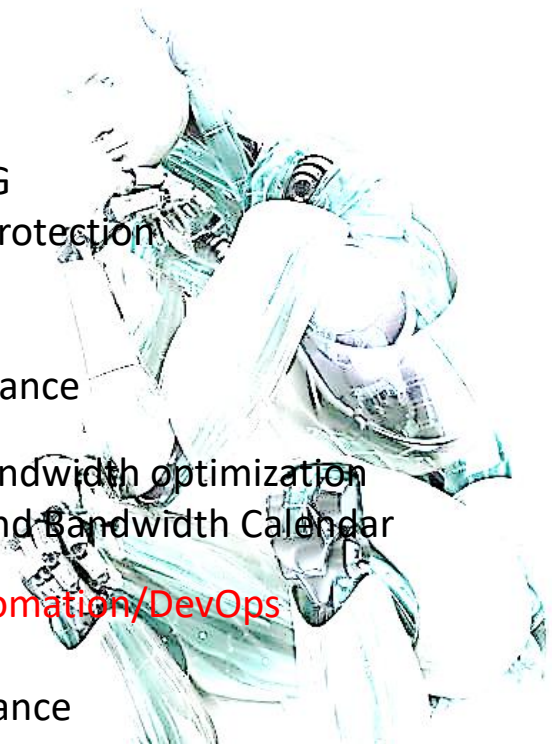 G
rotection
ance
ndwidth optimization
nd Bandwidth Calendar
omation/DevOps
ance